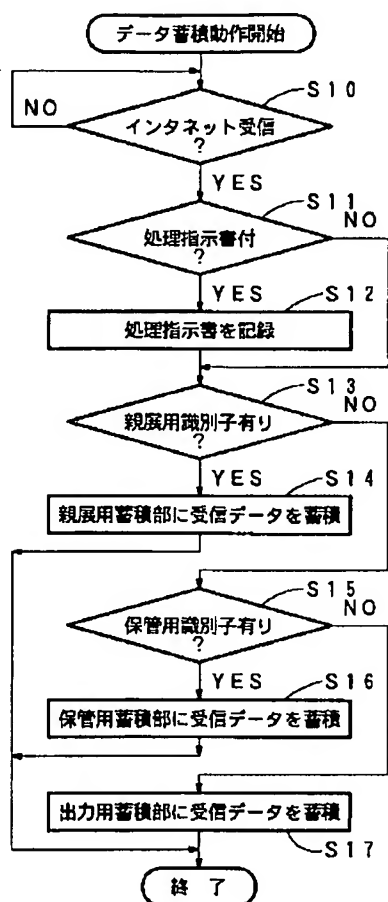 データ蓄積動作開始
S10
NO
インタネット受信
?
YES
S11
NO
処理指示書付
?
YES
S12
処理指示書を記録
S13
NO
親展用識別子有り
?
YES
S14
親展用蓄積部に受信データを蓄積
S15
NO
保管用識別子有り
?
YES
S16
保管用蓄積部に受信データを蓄積
出力用蓄積部に受信データを蓄積
S17
終了